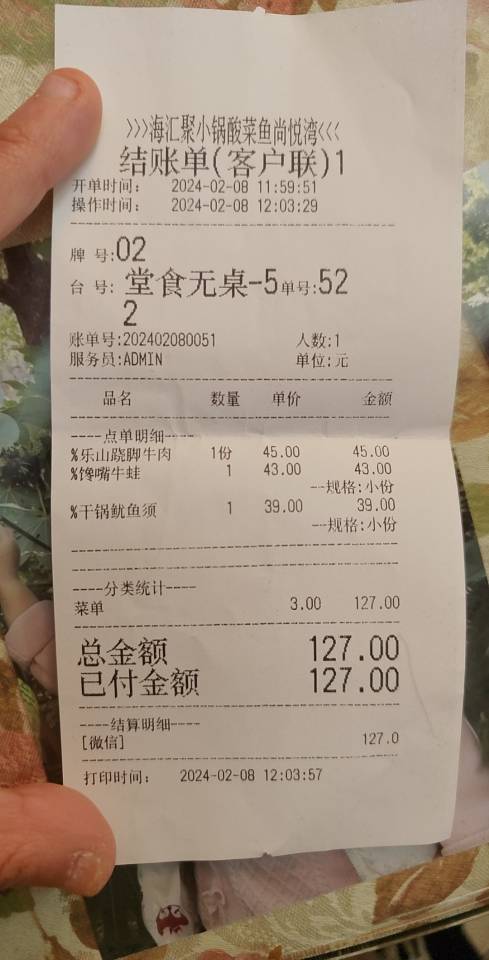 >>>海汇聚小锅酸菜鱼尚悦湾<<<
结账单(客户联)1
开单时间: 2024-02-08 11:59:51
操作时间: 2024-02-08 12:03:29
牌 号:02
台 号: 堂食无桌-5单号:52
2
账单号:202402080051 人数:1
服务员:ADMIN 单位:元
品名 数量 单价 金额
----点单明细----
%乐山跷脚牛肉 1份 45.00 45.00
%馋嘴牛蛙 1 43.00 43.00
--规格:小份
%干锅鱿鱼须 1 39.00 39.00
--规格:小份
----分类统计----
菜单 3.00 127.00
总金额 127.00
已付金额 127.00
----结算明细----
[微信] 127.0
打印时间: 2024-02-08 12:03:57